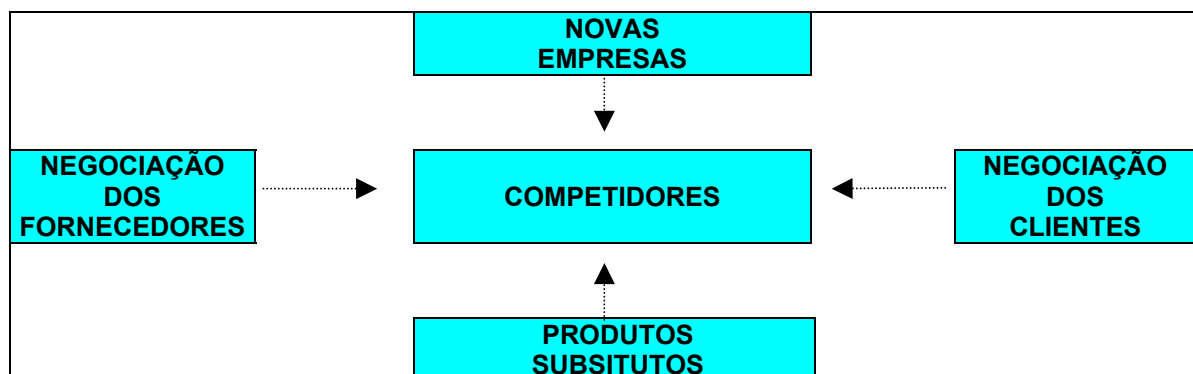 NOVAS
EMPRESAS
NEGOCIAÇÃO
DOS
FORNECEDORES
COMPETIDORES
NEGOCIAÇÃO
DOS
CLIENTES
PRODUTOS
SUBSITUTOS